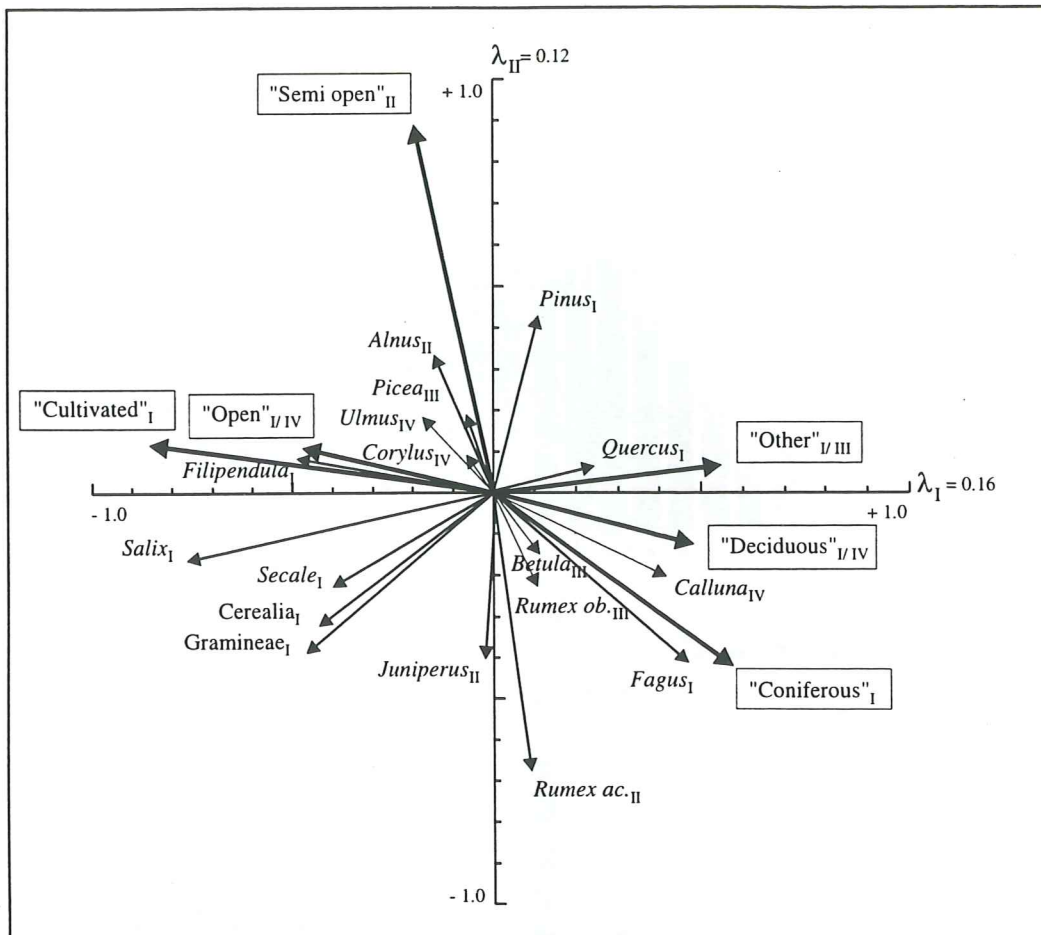 λII = 0.12
+ 1.0
"Semi open"II
PinusI
AlnusII
PiceaIII
"Cultivated"I
"Open"I/ IV
UlmusIV
CorylusIV
QuercusI
"Other"I/ III
FilipendulaI
- 1.0
+ 1.0
λI = 0.16
SalixI
SecaleI
CerealiaI
GramineaeI
BetulaIII
Rumex ob.III
"Deciduous"I/ IV
CallunaIV
JuniperusII
FagusI
"Coniferous"I
Rumex ac.II
- 1.0